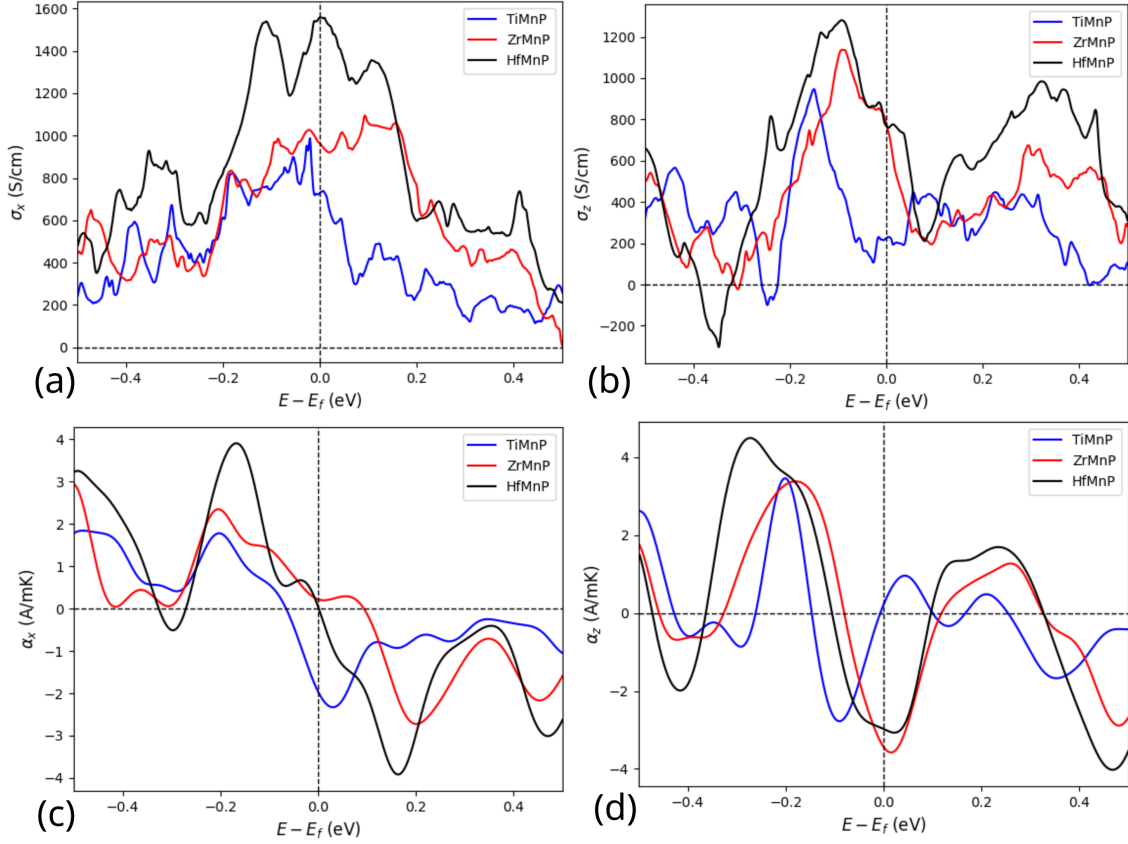 1600
1400
1200
1000
800
600
400
200
0
σx (S/cm)
TiMnP
ZrMnP
HfMnP
−0.4 −0.2 0.0 0.2 0.4
E − Ef (eV)
(a)
1200
1000
800
600
400
200
0
−200
σz (S/cm)
TiMnP
ZrMnP
HfMnP
−0.4 −0.2 0.0 0.2 0.4
E − Ef (eV)
(b)
4
3
2
1
0
−1
−2
−3
−4
αx (A/mK)
TiMnP
ZrMnP
HfMnP
−0.4 −0.2 0.0 0.2 0.4
E − Ef (eV)
(c)
4
2
0
−2
−4
αz (A/mK)
TiMnP
ZrMnP
HfMnP
−0.4 −0.2 0.0 0.2 0.4
E − Ef (eV)
(d)